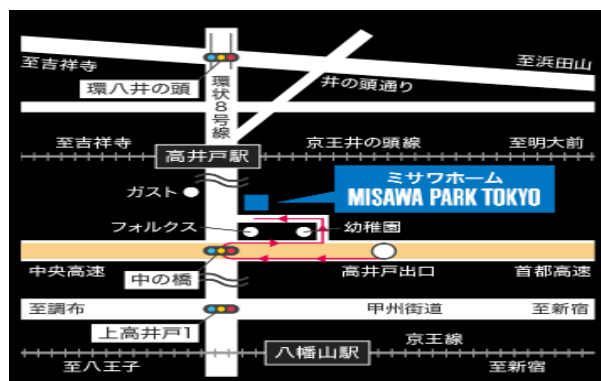 至吉祥寺
至浜田山
環八井の頭
環状8号線
井の頭通り
至吉祥寺
京王井の頭線
至明大前
高井戸駅
ガスト
ミサワホーム
MISAWA PARK TOKYO
フォルクス
幼稚園
中央高速
中の橋
高井戸出口
首都高速
至調布
甲州街道
至新宿
上高井戸1
京王線
八幡山駅
至八王子
至新宿